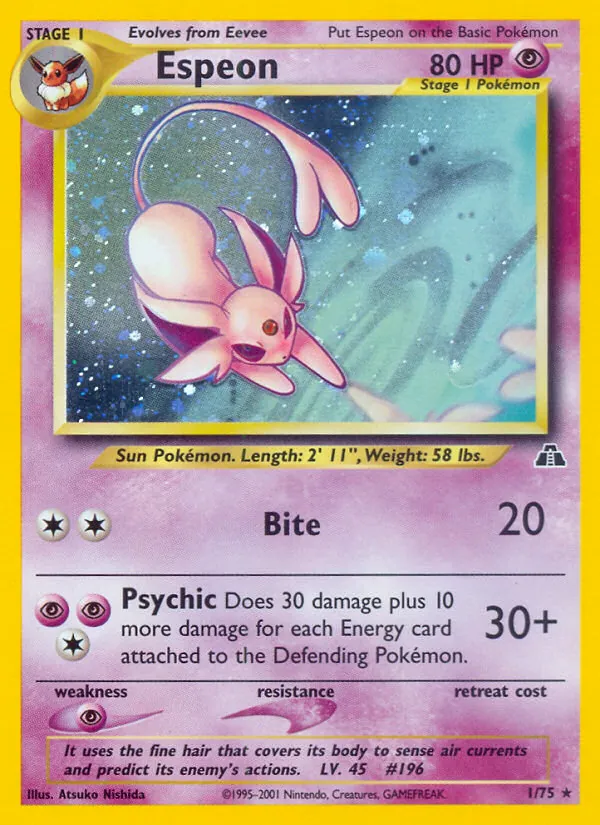 STAGE 1 Evolves from Eevee Put Espeon on the Basic Pokémon
Espeon 80 HP
Stage 1 Pokémon
Sun Pokémon. Length: 2' 11", Weight: 58 lbs.
Bite 20
Psychic Does 30 damage plus 10
more damage for each Energy card
attached to the Defending Pokémon.
30+
weakness resistance retreat cost
It uses the fine hair that covers its body to sense air currents
and predict its enemy's actions. LV. 45 #196
Illus. Atsuko Nishida ©1995-2001 Nintendo, Creatures, GAMEFREAK. 1/75 ★